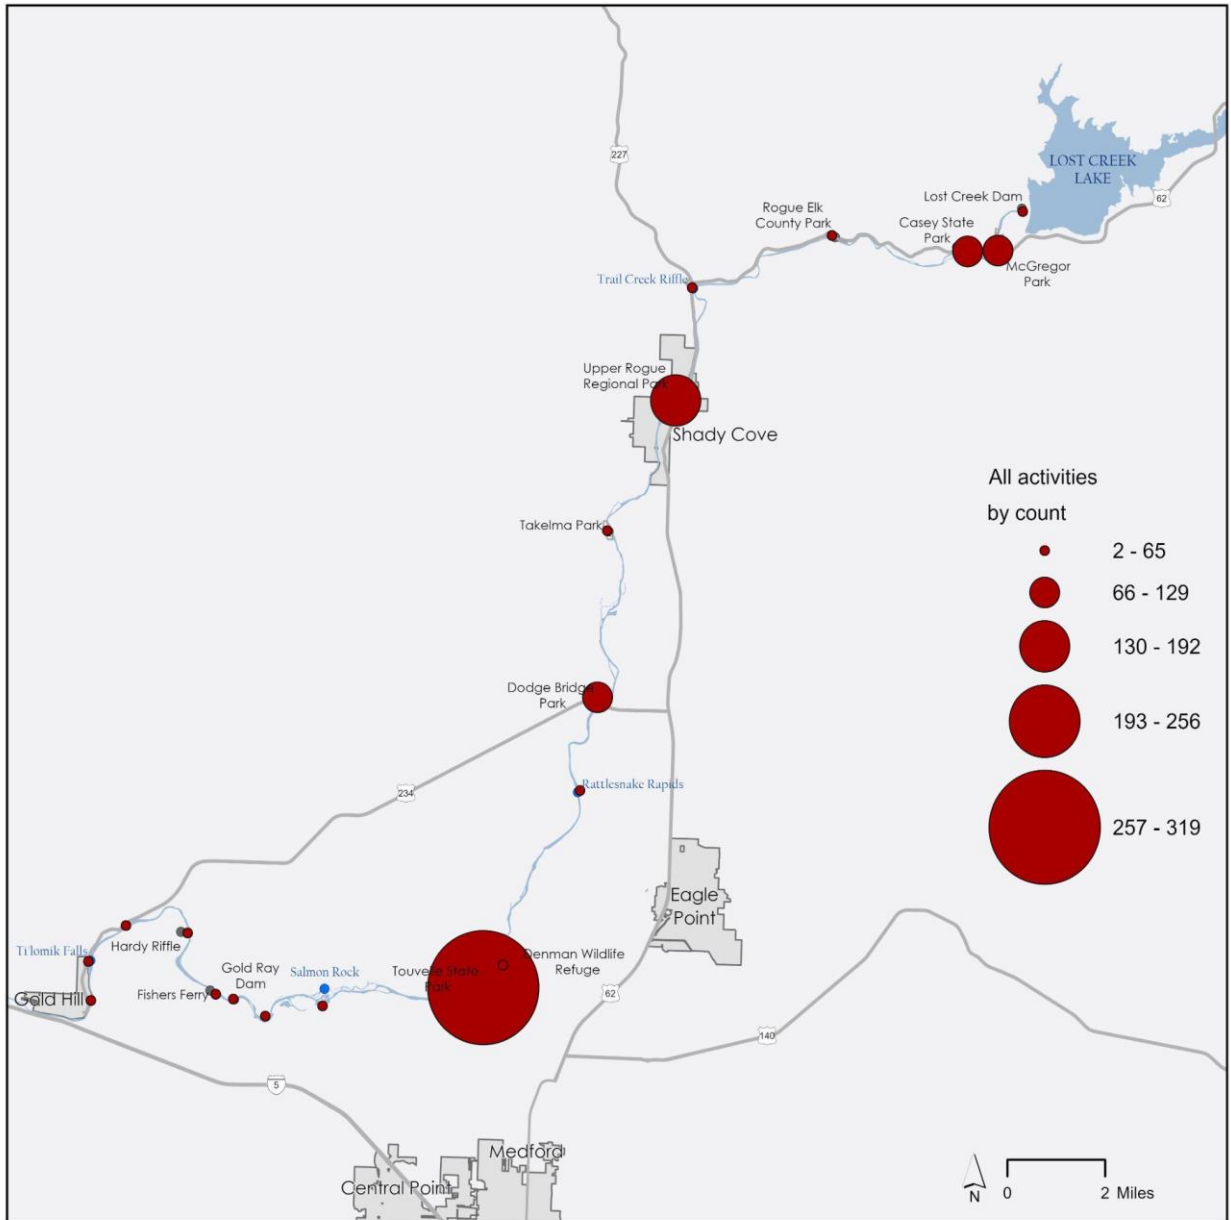 227
LOST CREEK
LAKE
62
Lost Creek Dam
Rogue Elk
County Park
Casey State
Park
McGregor
Park
Trail Creek Riffle
Upper Rogue
Regional Park
Shady Cove
All activities
by count
2 - 65
66 - 129
130 - 192
193 - 256
257 - 319
Takelma Park
Dodge Bridge
Park
Rattlesnake Rapids
234
Eagle
Point
Ti'lomik Falls
Hardy Riffle
Gold Ray
Dam
Salmon Rock
Touvelle State
Park
Denman Wildlife
Refuge
Fishers Ferry
Gold Hill
62
140
5
Medford
Central Point
N
0
2 Miles